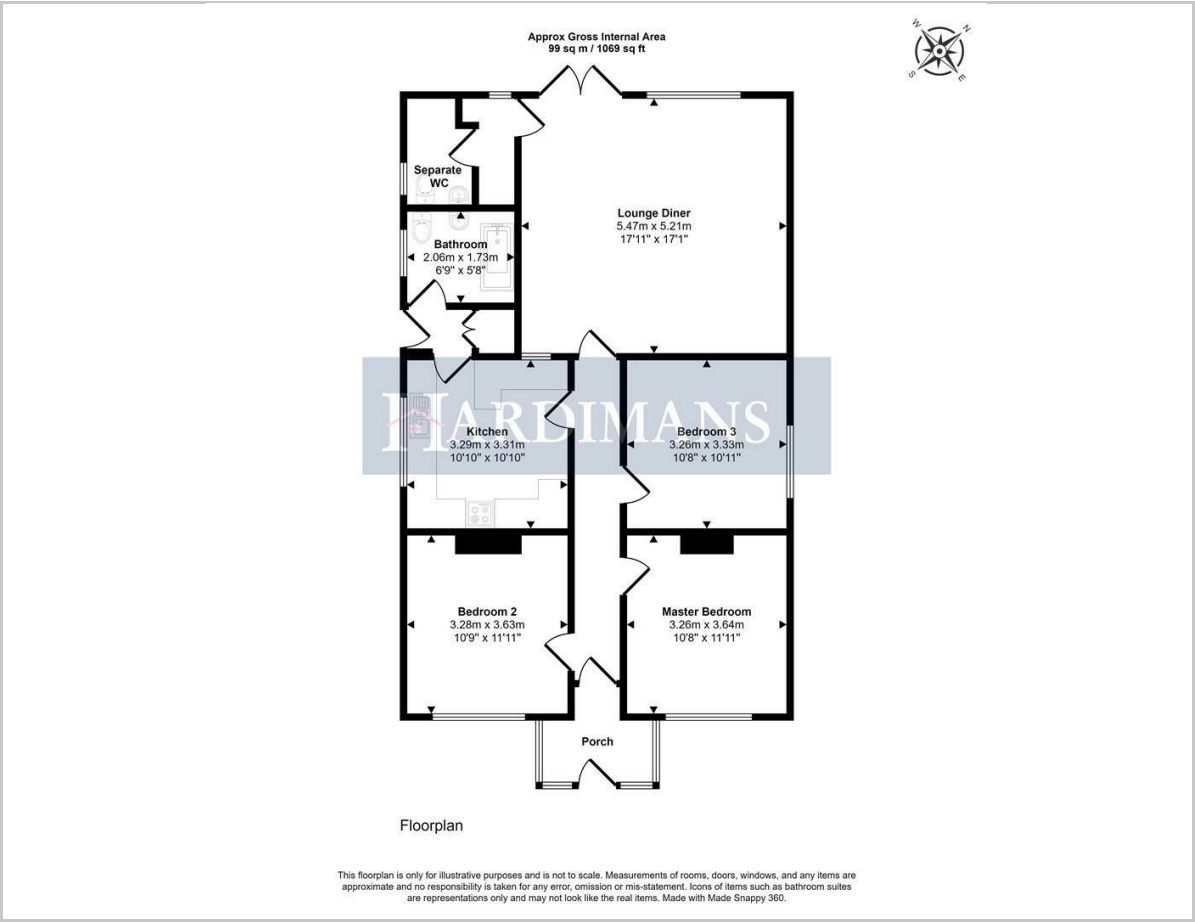 Approx Gross Internal Area
99 sq m / 1069 sq ft
W
N
S
E
Separate
WC
Lounge Diner
5.47m x 5.21m
17'11" x 17'1"
Bathroom
2.06m x 1.73m
6'9" x 5'8"
HARDIMANS
Kitchen
3.29m x 3.31m
10'10" x 10'10"
Bedroom 3
3.26m x 3.33m
10'8" x 10'11"
Bedroom 2
3.28m x 3.63m
10'9" x 11'11"
Master Bedroom
3.26m x 3.64m
10'8" x 11'11"
Porch
Floorplan
This floorplan is only for illustrative purposes and is not to scale. Measurements of rooms, doors, windows, and any items are
approximate and no responsibility is taken for any error, omission or mis-statement. Icons of items such as bathroom suites
are representations only and may not look like the real items. Made with Made Snappy 360.